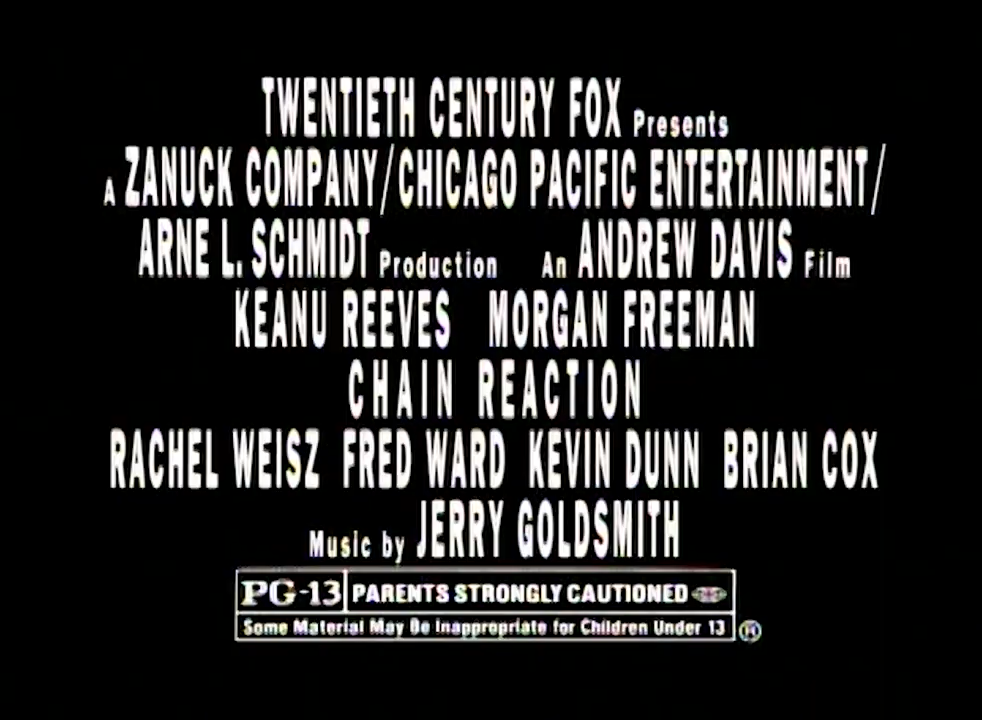 TWENTIETH CENTURY FOX Presents
A ZANUCK COMPANY/CHICAGO PACIFIC ENTERTAINMENT/
ARNE L. SCHMIDT Production An ANDREW DAVIS Film
KEANU REEVES MORGAN FREEMAN
CHAIN REACTION
RACHEL WEISZ FRED WARD KEVIN DUNN BRIAN COX
Music by JERRY GOLDSMITH
PG-13 PARENTS STRONGLY CAUTIONED
Some Material May Be Inappropriate for Children Under 13 ®